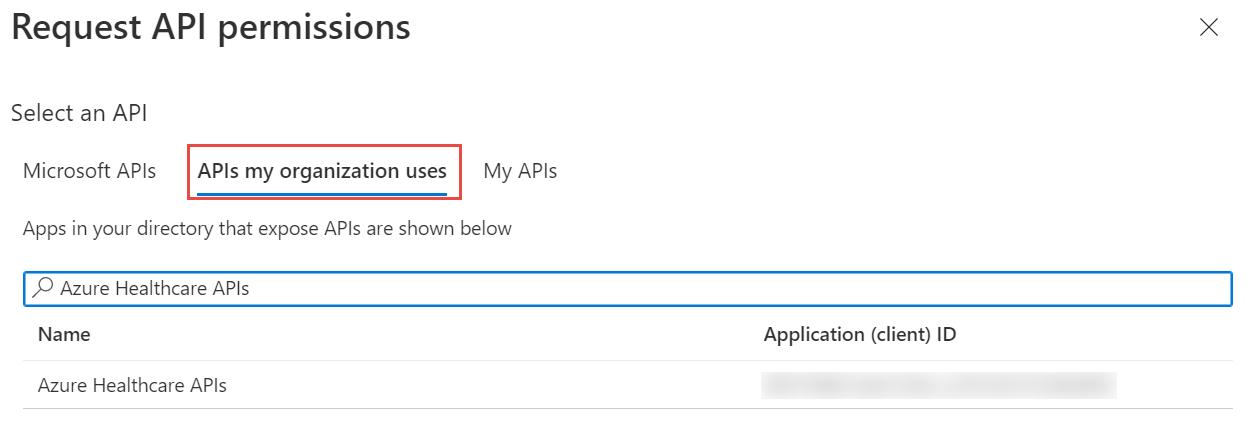 Request API permissions
Select an API
Microsoft APIs APIs my organization uses My APIs
Apps in your directory that expose APIs are shown below
Azure Healthcare APIs
Name Application (client) ID
Azure Healthcare APIs